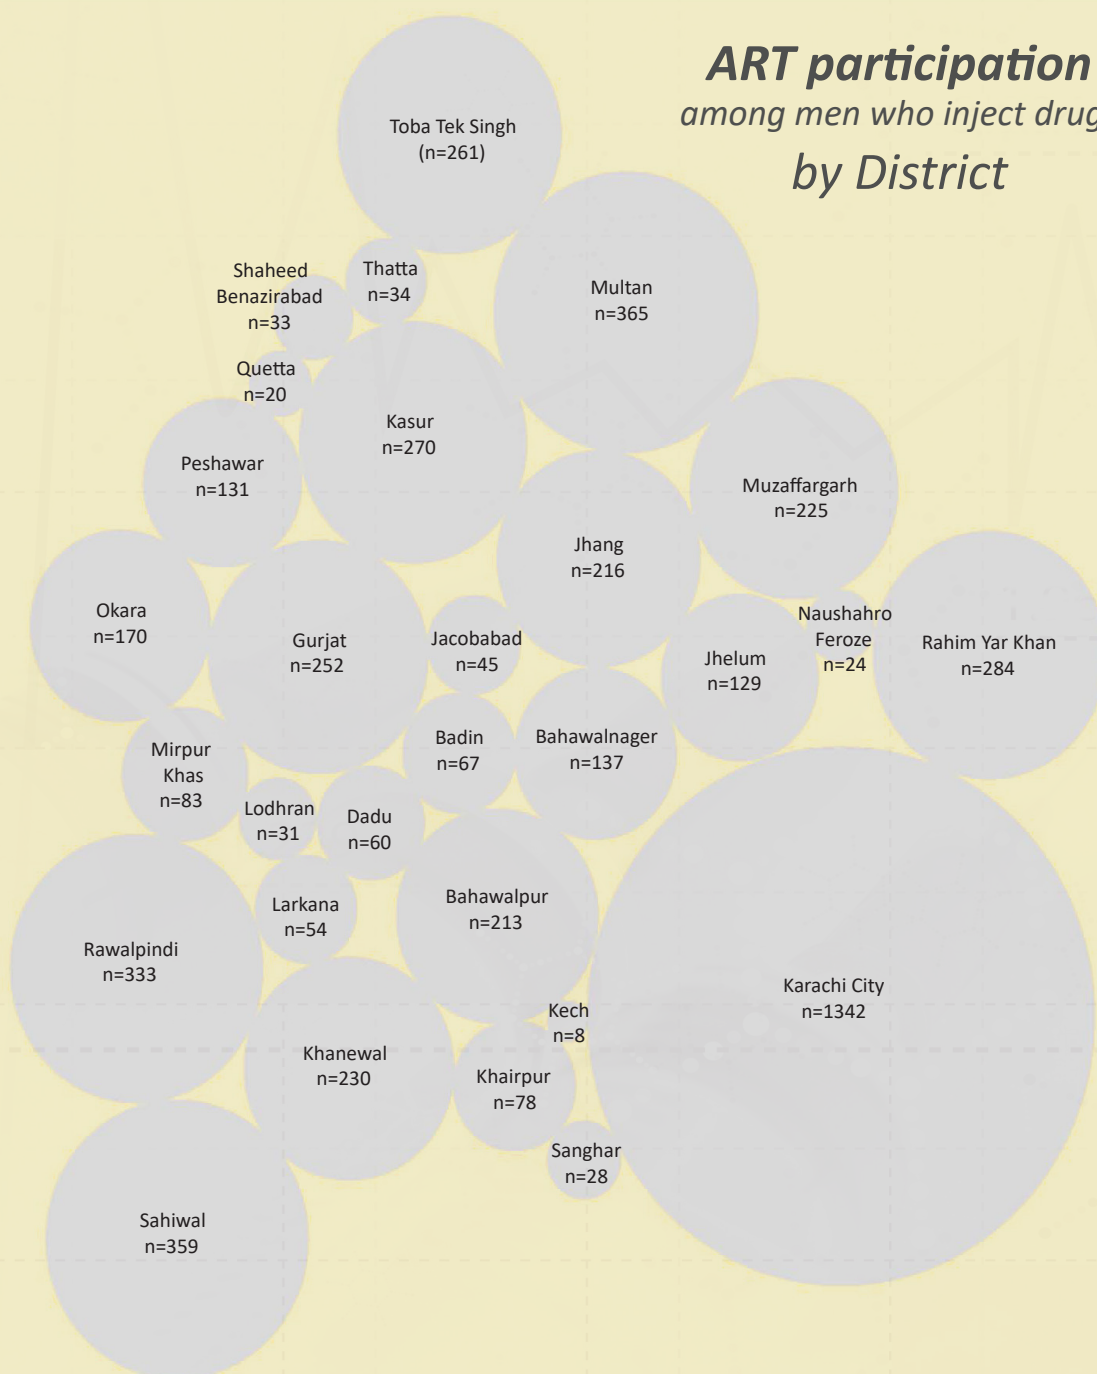 ART participation
among men who inject drug
by District
Toba Tek Singh
(n=261)
Thatta
n=34
Shaheed
Benazirabad
n=33
Multan
n=365
Quetta
n=20
Kasur
n=270
Peshawar
n=131
Muzaffargarh
n=225
Jhang
n=216
Okara
n=170
Gurjat
n=252
Jacobabad
n=45
Jhelum
n=129
Naushahro
Feroze
n=24
Rahim Yar Khan
n=284
Mirpur
Khas
n=83
Badin
n=67
Bahawalnager
n=137
Lodhran
n=31
Dadu
n=60
Larkana
n=54
Bahawalpur
n=213
Rawalpindi
n=333
Karachi City
n=1342
Kech
n=8
Khanewal
n=230
Khairpur
n=78
Sanghar
n=28
Sahiwal
n=359